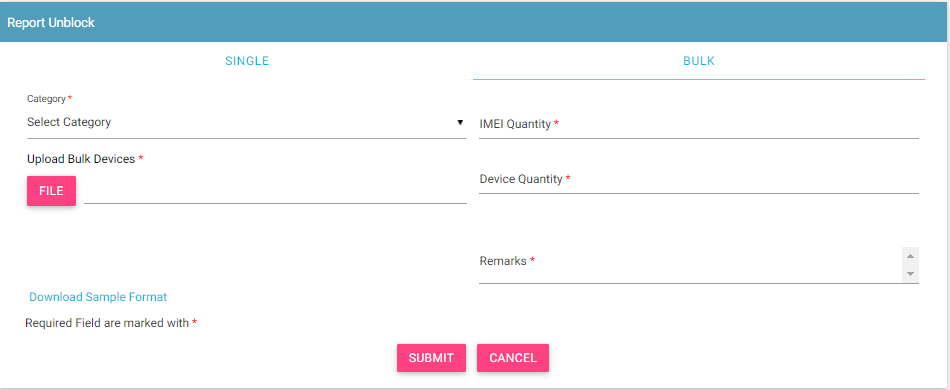 Report Unblock
SINGLE
BULK
Category *
Select Category
IMEI Quantity *
Upload Bulk Devices *
FILE
Device Quantity *
Remarks *
Download Sample Format
Required Field are marked with *
SUBMIT
CANCEL